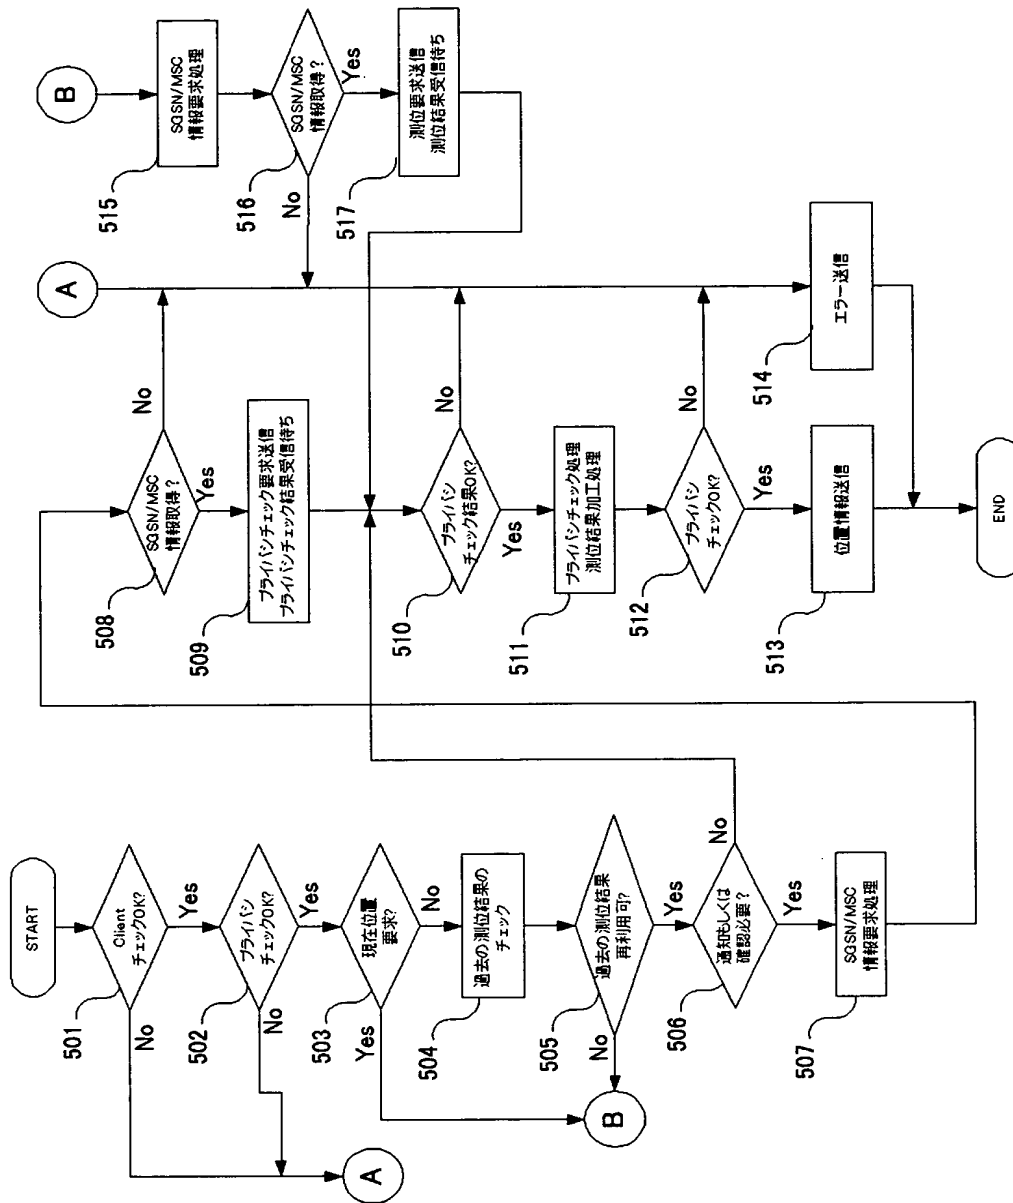 START
501
Client
チェックOK?
Yes
No
502
プライバシ
チェックOK?
Yes
No
503
現在位置
要求?
Yes
No
504
過去の測位結果の
チェック
505
過去の測位結果
再利用可?
Yes
No
506
通知もしくは
確認必要?
No
Yes
507
SGSN/MSC
情報要求処理
A
B
508
SGSN/MSC
情報取得?
No
Yes
509
プライバシチェック要求送信
プライバシチェック結果受信待ち
510
プライバシ
チェック結果OK?
No
Yes
511
プライバシチェック処理
測位結果加工処理
512
プライバシ
チェックOK?
No
Yes
513
位置情報送信
514
エラー送信
END
A
B
515
SGSN/MSC
情報要求処理
516
SGSN/MSC
情報取得?
No
Yes
517
測位要求送信
測位結果受信待ち